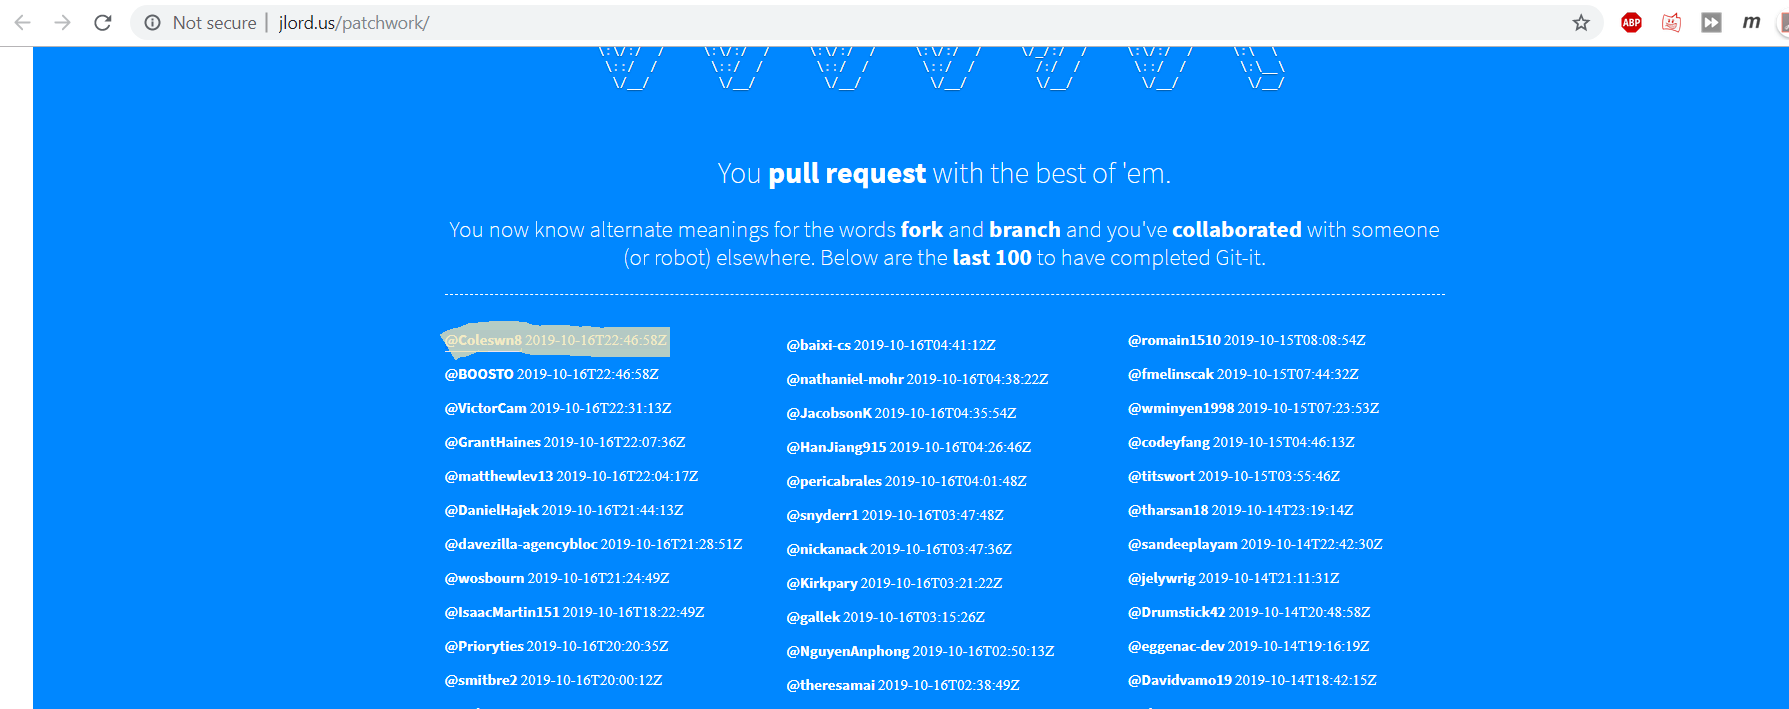 Not secure | jlord.us/patchwork/
ABP
m
\:\/:/  /     \:\/:/  /     \:\/:/  /     \:\/:/  /     \/_/:/  /     \:\/:/  /     \:\  \
\::/  /       \::/  /       \::/  /       \::/  /        /:/  /       \::/  /       \:\__\
\/__/         \/__/         \/__/         \/__/         \/__/         \/__/         \/__/
You pull request with the best of 'em.
You now know alternate meanings for the words fork and branch and you've collaborated with someone
(or robot) elsewhere. Below are the last 100 to have completed Git-it.
@Coleswn8 2019-10-16T22:46:58Z
@BOOSTO 2019-10-16T22:46:58Z
@VictorCam 2019-10-16T22:31:13Z
@GrantHaines 2019-10-16T22:07:36Z
@matthewlev13 2019-10-16T22:04:17Z
@DanielHajek 2019-10-16T21:44:13Z
@davezilla-agencybloc 2019-10-16T21:28:51Z
@wosbourn 2019-10-16T21:24:49Z
@IsaacMartin151 2019-10-16T18:22:49Z
@Prioryties 2019-10-16T20:20:35Z
@smitbre2 2019-10-16T20:00:12Z
@baixi-cs 2019-10-16T04:41:12Z
@nathaniel-mohr 2019-10-16T04:38:22Z
@JacobsonK 2019-10-16T04:35:54Z
@HanJiang915 2019-10-16T04:26:46Z
@pericabrales 2019-10-16T04:01:48Z
@snyderr1 2019-10-16T03:47:48Z
@nickanack 2019-10-16T03:47:36Z
@Kirkpary 2019-10-16T03:21:22Z
@gallek 2019-10-16T03:15:26Z
@NguyenAnphong 2019-10-16T02:50:13Z
@theresamai 2019-10-16T02:38:49Z
@romain1510 2019-10-15T08:08:54Z
@fmelinscak 2019-10-15T07:44:32Z
@wminyen1998 2019-10-15T07:23:53Z
@codeyfang 2019-10-15T04:46:13Z
@titswort 2019-10-15T03:55:46Z
@tharsan18 2019-10-14T23:19:14Z
@sandeeplayam 2019-10-14T22:42:30Z
@jelywrig 2019-10-14T21:11:31Z
@Drumstick42 2019-10-14T20:48:58Z
@eggenac-dev 2019-10-14T19:16:19Z
@Davidvamo19 2019-10-14T18:42:15Z